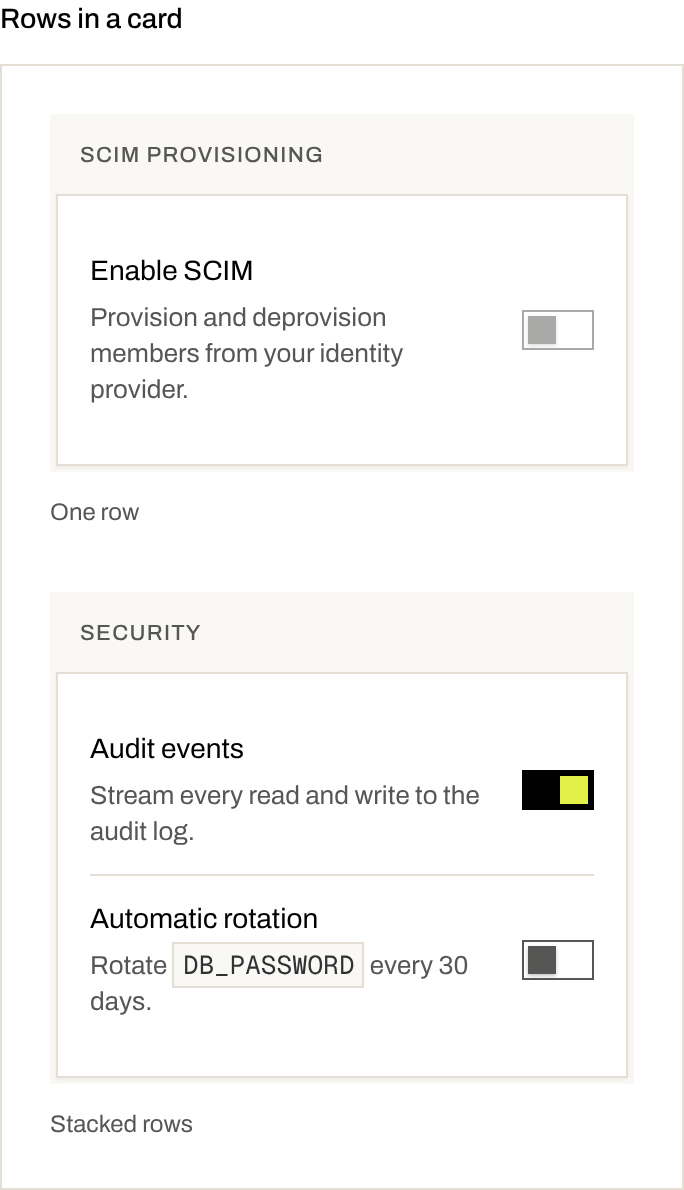 Rows in a card
SCIM PROVISIONING
Enable SCIM
Provision and deprovision
members from your identity
provider.
One row
SECURITY
Audit events
Stream every read and write to the
audit log.
Automatic rotation
Rotate DB_PASSWORD every 30
days.
Stacked rows